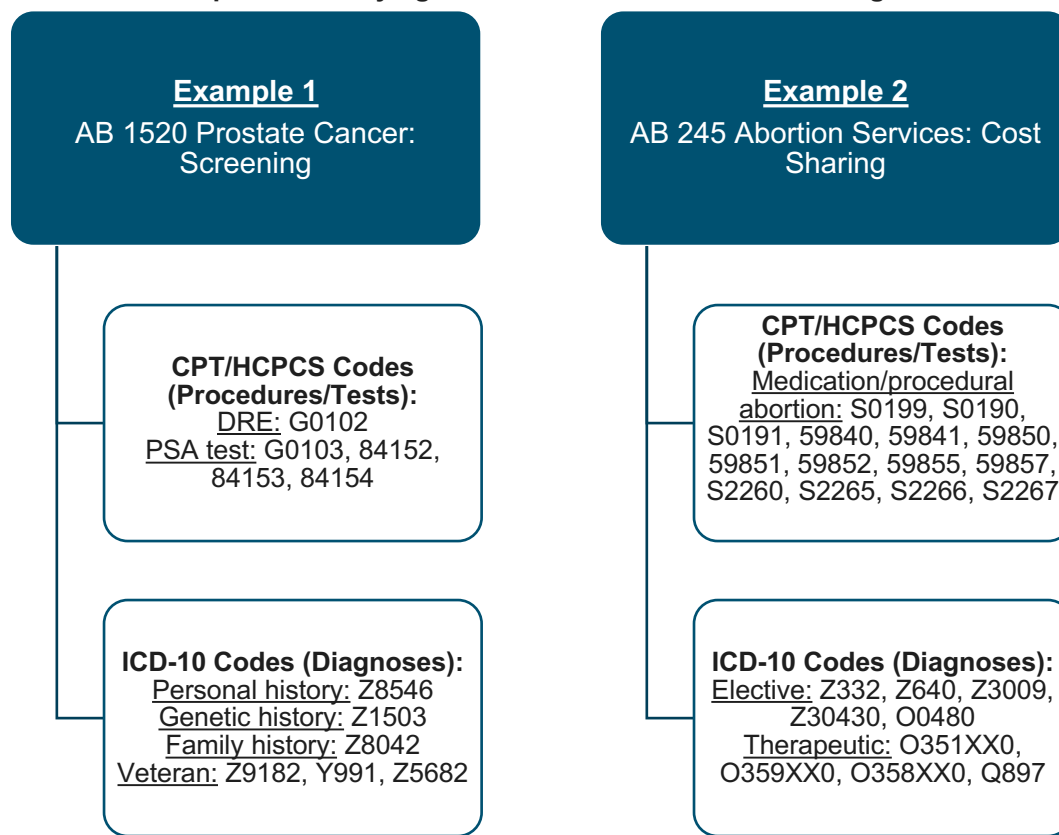 Example 1
AB 1520 Prostate Cancer:
Screening
CPT/HCPCS Codes
(Procedures/Tests):
DRE: G0102
PSA test: G0103, 84152,
84153, 84154
ICD-10 Codes (Diagnoses):
Personal history: Z8546
Genetic history: Z1503
Family history: Z8042
Veteran: Z9182, Y991, Z5682
Example 2
AB 245 Abortion Services: Cost
Sharing
CPT/HCPCS Codes
(Procedures/Tests):
Medication/procedural
abortion: S0199, S0190,
S0191, 59840, 59841, 59850,
59851, 59852, 59855, 59857,
S2260, S2265, S2266, S2267
ICD-10 Codes (Diagnoses):
Elective: Z332, Z640, Z3009,
Z30430, O0480
Therapeutic: O351XX0,
O359XX0, O358XX0, Q897